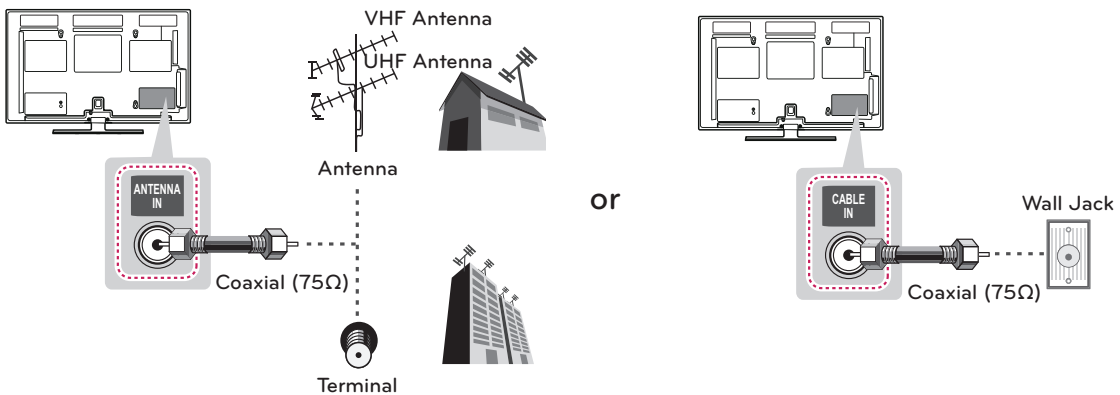 VHF Antenna
UHF Antenna
Antenna
ANTENNA
IN
Coaxial (75Ω)
Terminal
or
CABLE
IN
Wall Jack
Coaxial (75Ω)